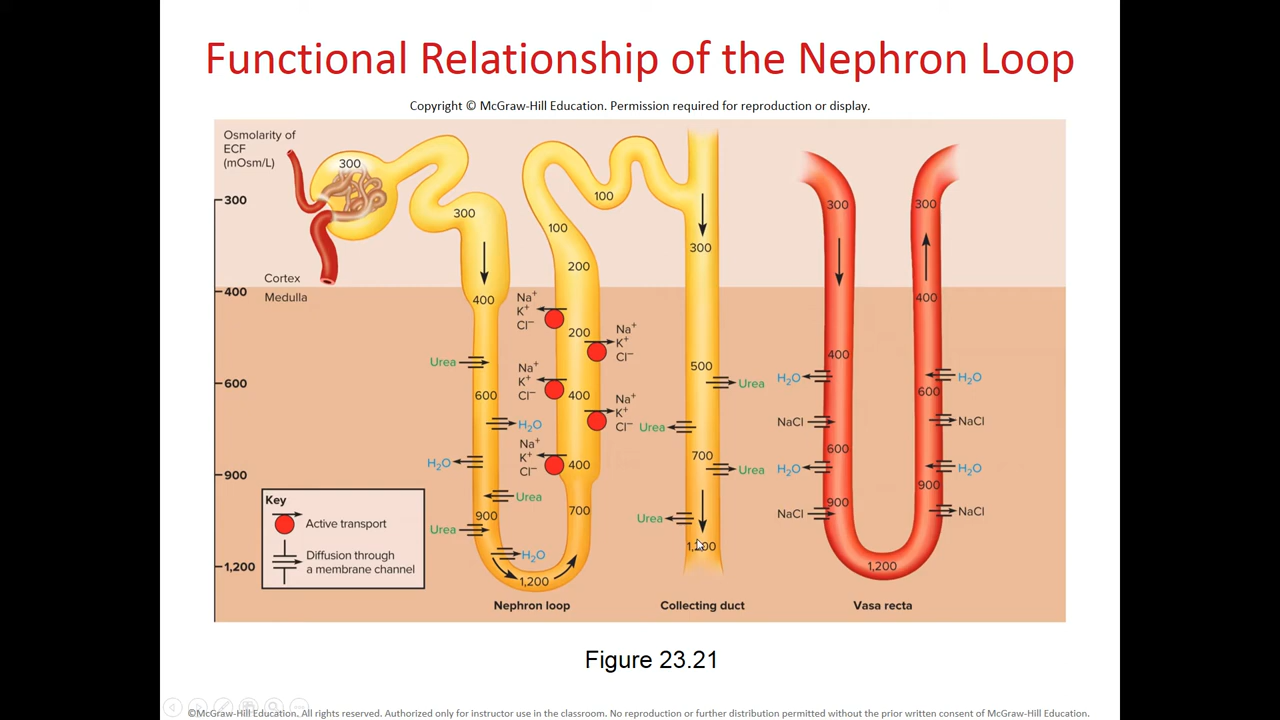 Functional Relationship of the Nephron Loop
Copyright © McGraw-Hill Education. Permission required for reproduction or display.
Osmolarity of
ECF
(mOsm/L)
300
400
600
900
1,200
Cortex
Medulla
300
300
400
600
900
1,200
700
400
400
200
200
100
100
Urea
H₂O
H₂O
Urea
Urea
H₂O
Na⁺
K⁺
Cl⁻
Na⁺
K⁺
Cl⁻
Na⁺
K⁺
Cl⁻
Na⁺
K⁺
Cl⁻
Na⁺
K⁺
Cl⁻
300
500
700
1,200
Urea
Urea
Urea
Urea
300
400
600
900
1,200
900
600
400
300
H₂O
NaCl
H₂O
NaCl
H₂O
NaCl
H₂O
NaCl
Key
Active transport
Diffusion through
a membrane channel
Nephron loop
Collecting duct
Vasa recta
Figure 23.21
©McGraw-Hill Education. All rights reserved. Authorized only for instructor use in the classroom. No reproduction or further distribution permitted without the prior written consent of McGraw-Hill Education.